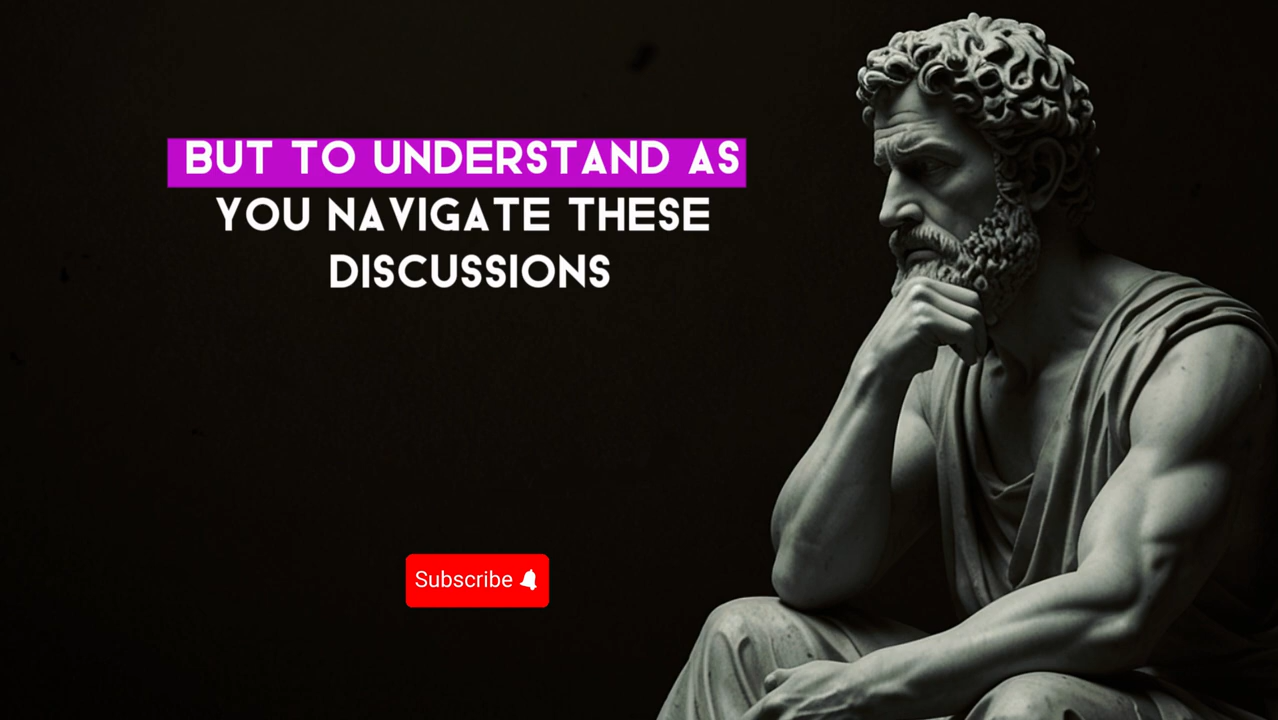 BUT TO UNDERSTAND AS
YOU NAVIGATE THESE
DISCUSSIONS
Subscribe